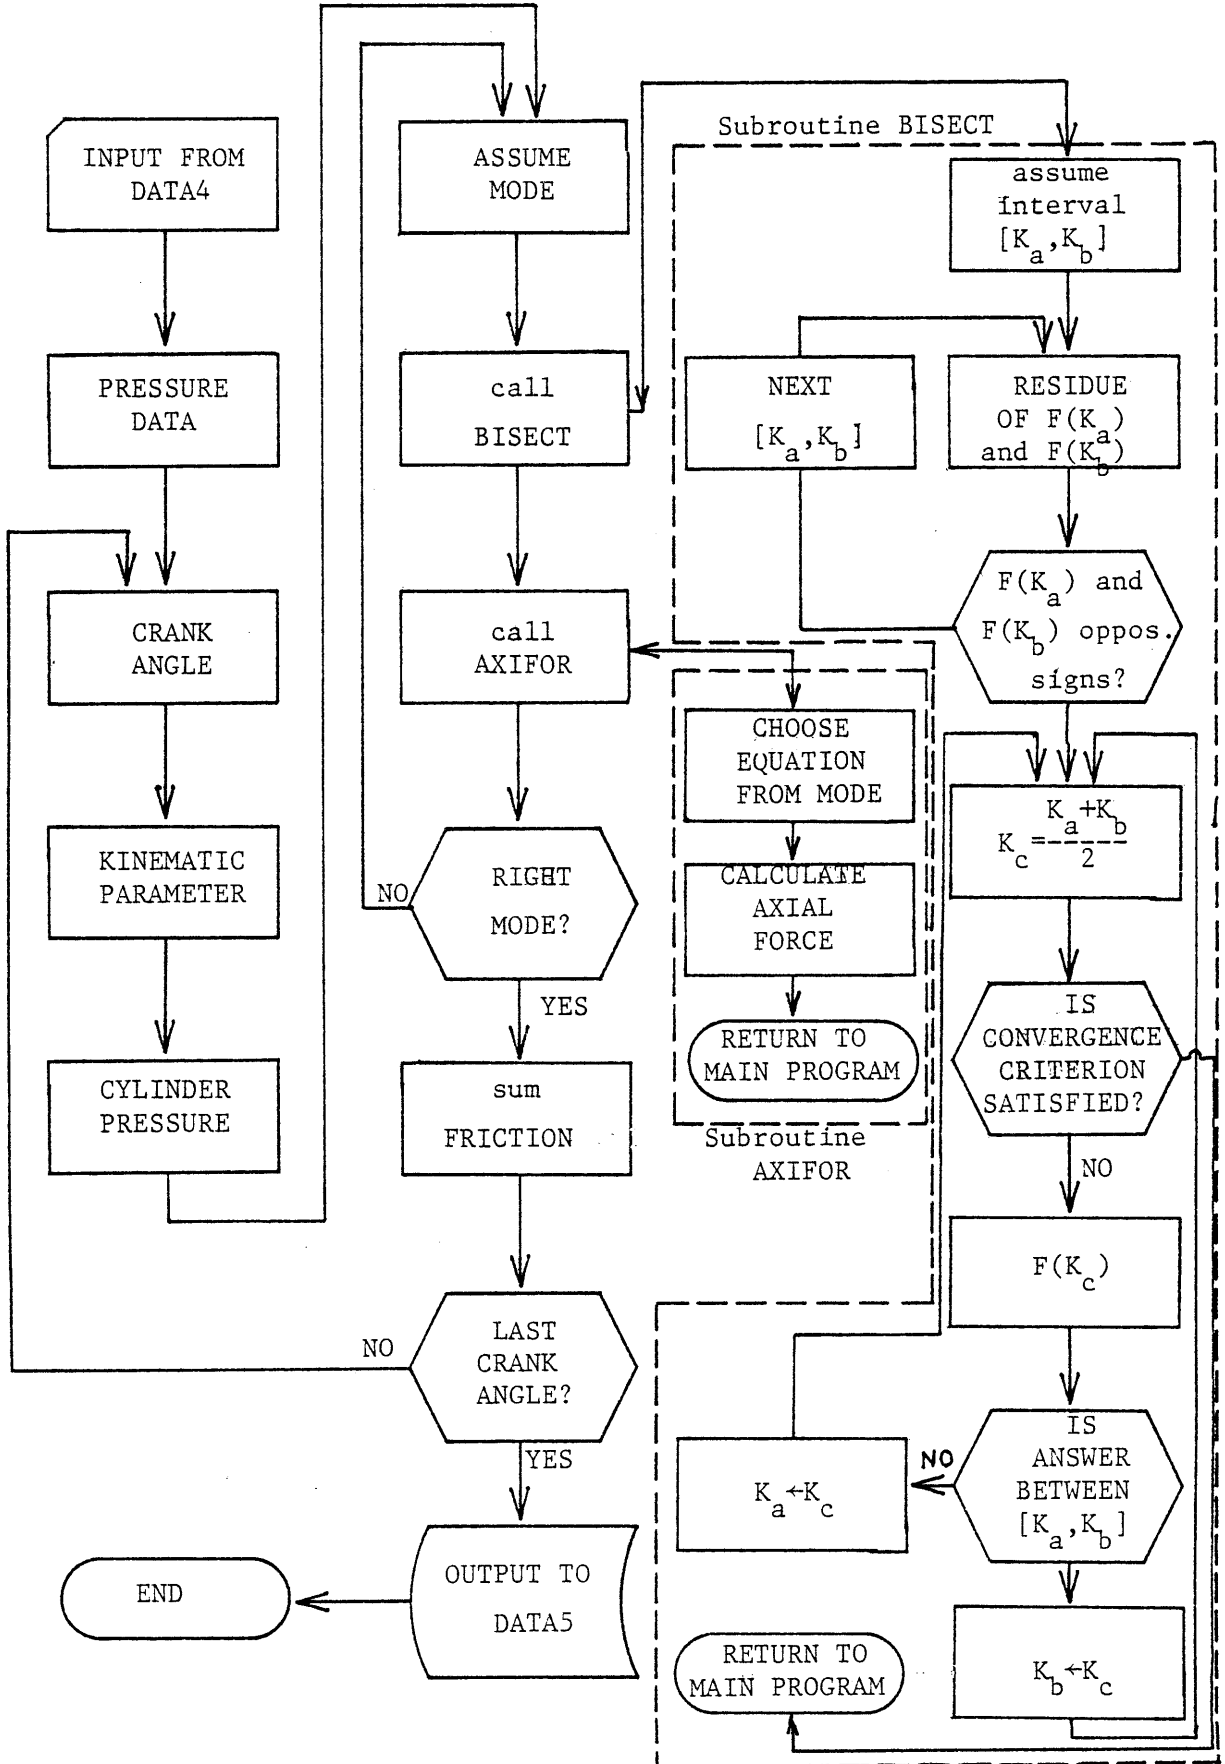 INPUT FROM
DATA4
PRESSURE
DATA
CRANK
ANGLE
KINEMATIC
PARAMETER
CYLINDER
PRESSURE
ASSUME
MODE
call
BISECT
call
AXIFOR
RIGHT
MODE?
NO
YES
sum
FRICTION
LAST
CRANK
ANGLE?
NO
YES
OUTPUT TO
DATA5
END
Subroutine BISECT
assume
interval
[Ka,Kb]
NEXT
[Ka,Kb]
RESIDUE
OF F(Ka)
and F(Kb)
F(Ka) and
F(Kb) oppos.
signs?
CHOOSE
EQUATION
FROM MODE
CALCULATE
AXIAL
FORCE
RETURN TO
MAIN PROGRAM
Subroutine
AXIFOR
Ka+Kb
Kc=-----
2
IS
CONVERGENCE
CRITERION
SATISFIED?
NO
F(Kc)
IS
ANSWER
BETWEEN
[Ka,Kb]
NO
Ka←Kc
Kb←Kc
RETURN TO
MAIN PROGRAM